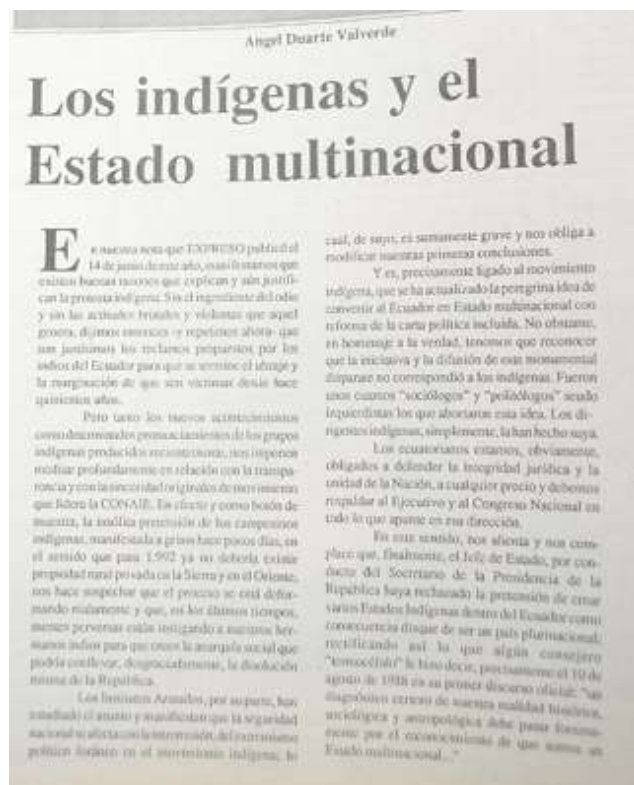 Angel Duarte Valverde
Los indígenas y el
Estado multinacional
En nuestra nota que EXPRESO publicó el
14 de junio de este año, manifestamos que
existen buenas razones que explican y aún justifi-
can la protesta indígena. Sin el ingrediente del odio
y sin las actitudes brutales y violentas que aquel
genera, dijimos entonces -y repetimos ahora- que
son justísimos los reclamos propuestos por los
indios del Ecuador para que se termine el ultraje y
la marginación de que son víctimas desde hace
quinientos años.
Pero tanto los nuevos acontecimientos
como determinados pronunciamientos de los grupos
indígenas producidos recientemente, nos imponen
meditar profundamente en relación con la transpa-
rencia y con la sinceridad originales de movimientos
que lidera la CONAIE. En efecto y como botón de
muestra, la insólita pretensión de los campesinos
indígenas, manifestada a gritos hace pocos días, en
el sentido que para 1.992 ya no debería existir
propiedad rural privada en la Sierra y en el Oriente,
nos hace sospechar que el proceso se está defor-
mando malamente y que, en los últimos tiempos,
mentes perversas están instigando a nuestros her-
manos indios para que creen la anarquía social que
podría conllevar, desgraciadamente, la disolución
misma de la República.
Los Institutos Armados, por su parte, han
estudiado el asunto y manifiestan que la seguridad
nacional se afecta con la intervención del extremismo
político foráneo en el movimiento indígena, lo
cual, de suyo, es sumamente grave y nos obliga a
modificar nuestras primeras conclusiones.
Y es, precisamente ligado al movimiento
indígena, que se ha actualizado la peregrina idea de
convertir al Ecuador en Estado multinacional con
reforma de la carta política incluida. No obstante,
en homenaje a la verdad, tenemos que reconocer
que la iniciativa y la difusión de este monumental
disparate no correspondió a los indígenas. Fueron
unos cuantos "sociólogos" y "politólogos" seudo
izquierdistas los que abortaron esta idea. Los di-
rigentes indígenas, simplemente, la han hecho suya.
Los ecuatorianos estamos, obviamente,
obligados a defender la integridad jurídica y la
unidad de la Nación, a cualquier precio y debemos
respaldar al Ejecutivo y al Congreso Nacional en
todo lo que apunte en esa dirección.
En este sentido, nos alienta y nos com-
place que, finalmente, el Jefe de Estado, por con-
ducto del Secretario de la Presidencia de la
República haya rechazado la pretensión de crear
varios Estados Indígenas dentro del Ecuador como
consecuencia disque de ser un país plurinacional;
rectificando así lo que algún consejero
"termocéfalo" le hizo decir, precisamente el 10 de
agosto de 1988 en su primer discurso oficial: "un
diagnóstico certero de nuestra realidad histórica,
sociológica y antropológica debe pasar forzosa-
mente por el reconocimiento de que somos un
Estado multinacional..."